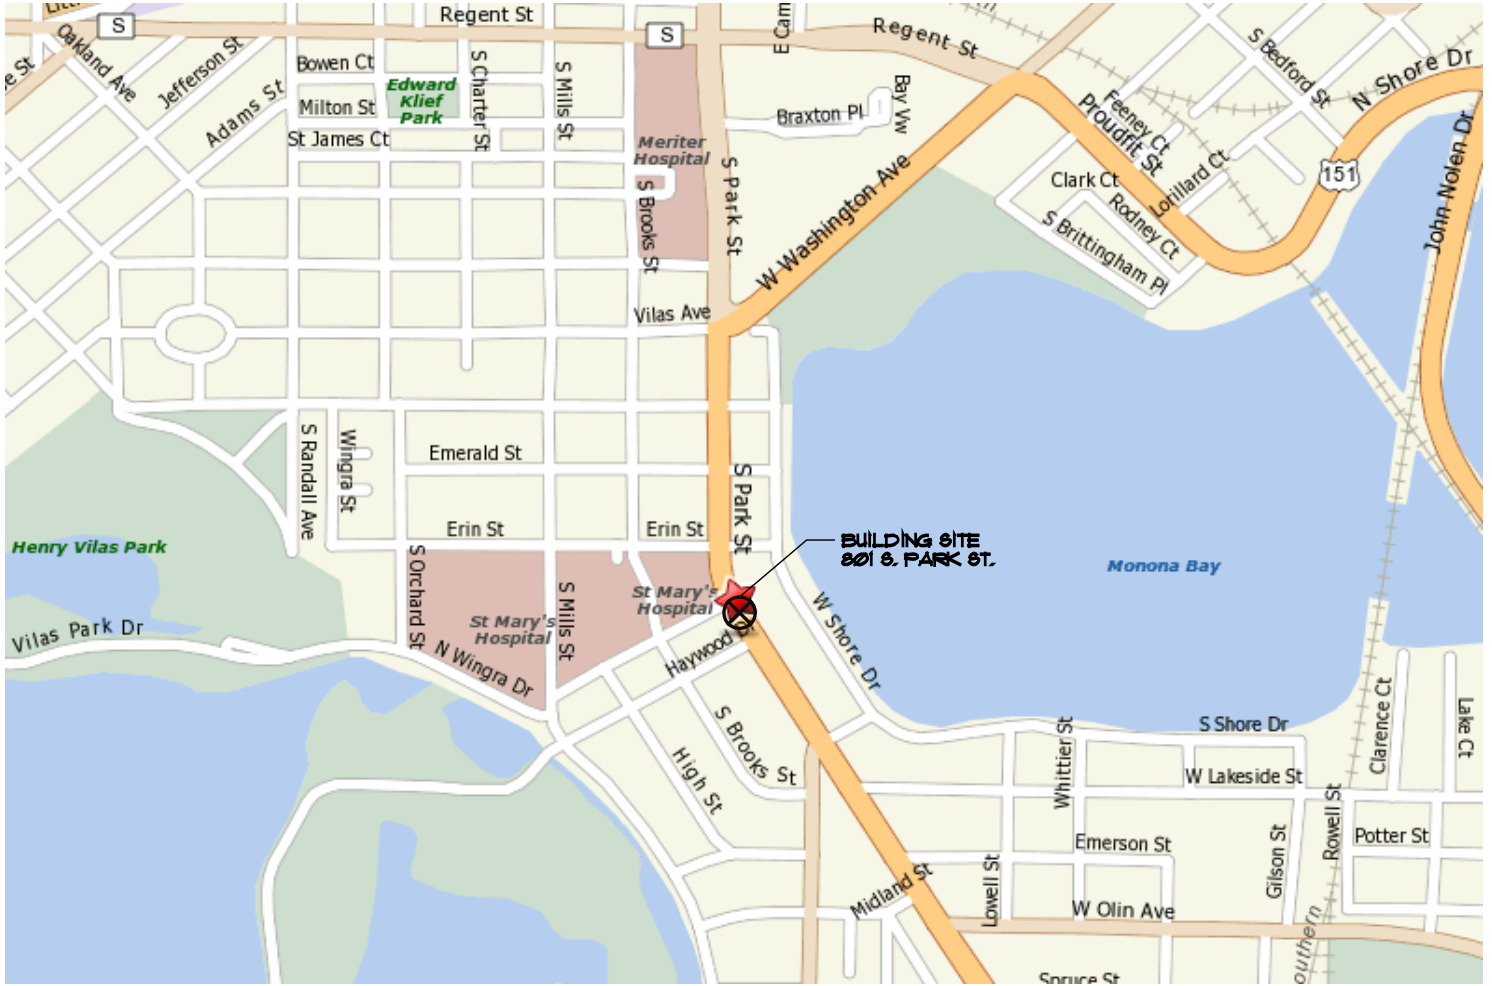 Regent St
S
S
Regent St
E Cam
S Bedford St
N Shore Dr
Oakland Ave
Jefferson St
Adams St
e St
Bowen Ct
Edward
Klief
Park
S Charter St
S Mills St
Milton St
St James Ct
Braxton Pl
Bay Vw
Feeney Ct
Proudfit St
Meriter
Hospital
S Park St
S Brooks St
W Washington Ave
Clark Ct
Lorillard Ct
Rodney Ct
S Brittingham Pl
151
John Nolen Dr
Vilas Ave
S Randall Ave
Wingra St
Emerald St
S Park St
Erin St
Erin St
Henry Vilas Park
BUILDING SITE
801 S. PARK ST.
Monona Bay
S Orchard St
S Mills St
St Mary's
Hospital
St Mary's
Hospital
Vilas Park Dr
N Wingra Dr
Haywood Dr
W Shore Dr
S Brooks St
High St
S Shore Dr
Whittier St
W Lakeside St
Clarence Ct
Lake Ct
Rowell St
Emerson St
Potter St
Gilson St
Midland St
Lowell St
W Olin Ave
outhern
Spruce St